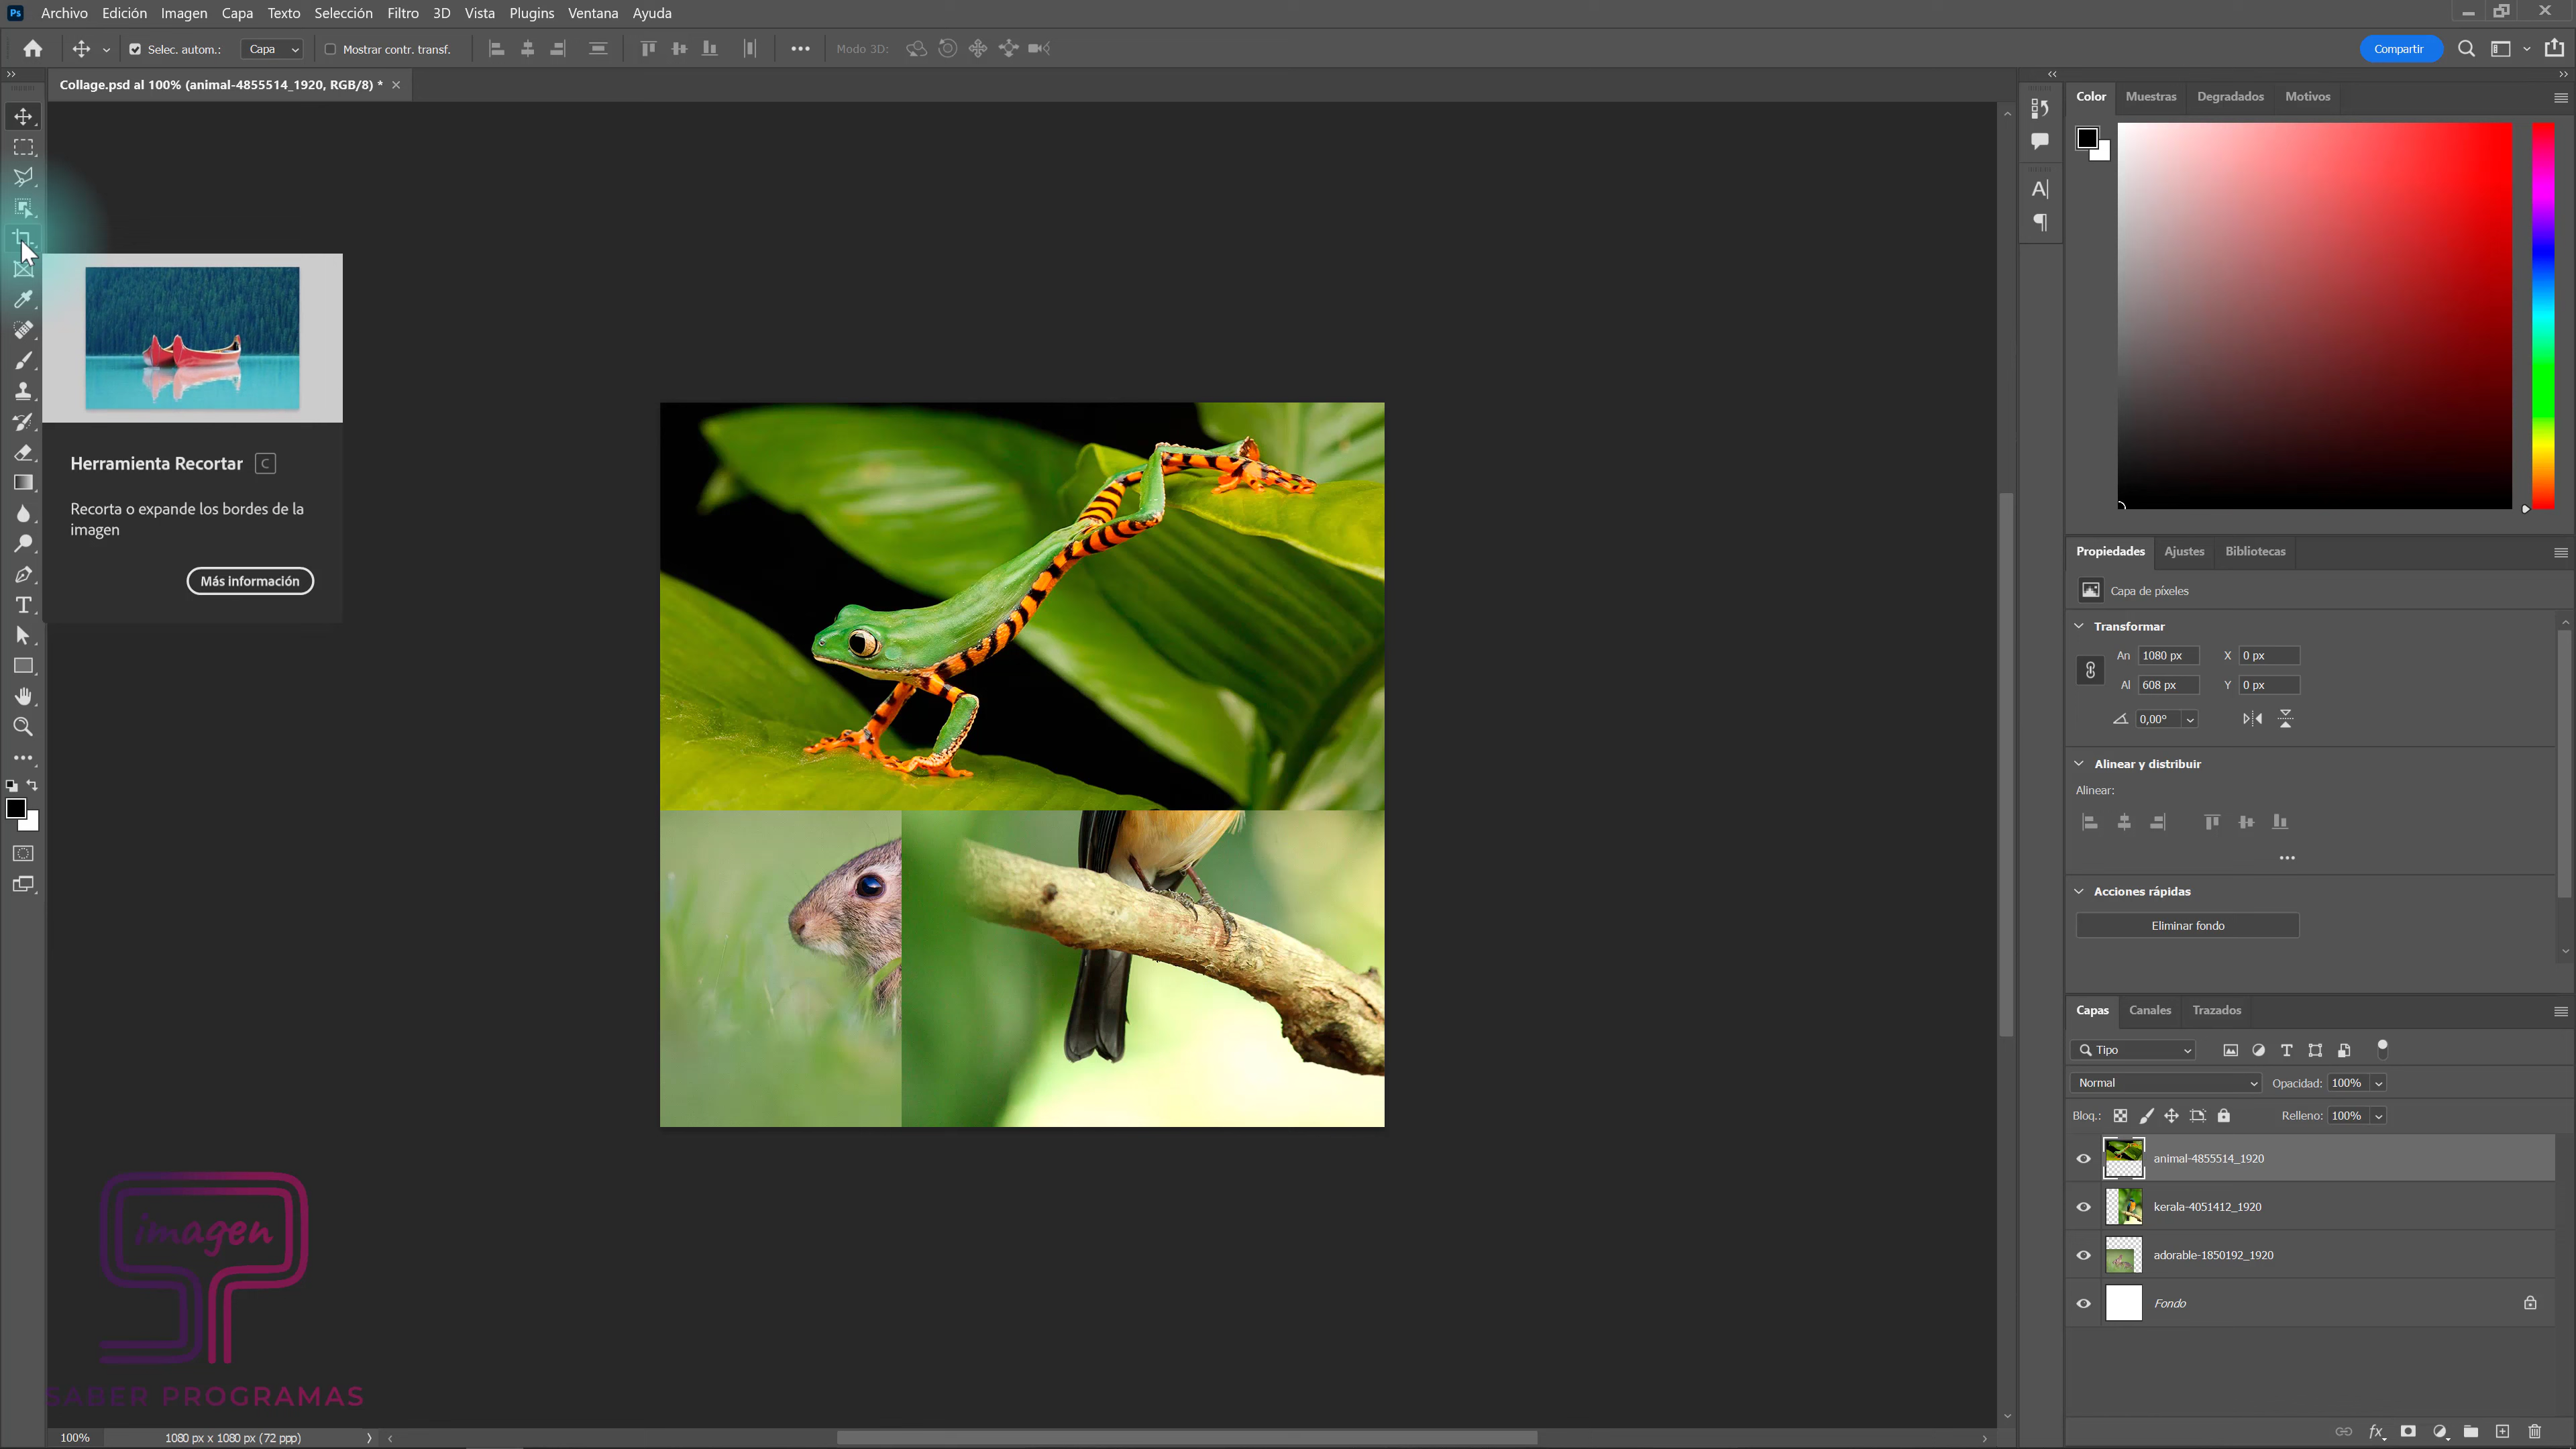 Ps Archivo Edición Imagen Capa Texto Selección Filtro 3D Vista Plugins Ventana Ayuda
Selec. autom.: Capa Mostrar contr. transf. Modo 3D: Compartir
Collage.psd al 100% (animal-4855514_1920, RGB/8) *
Color Muestras Degradados Motivos
Herramienta Recortar C
Recorta o expande los bordes de la
imagen
Más información
Propiedades Ajustes Bibliotecas
Capa de píxeles
Transformar
An 1080 px X 0 px
Al 608 px Y 0 px
0,00°
Alinear y distribuir
Alinear:
Acciones rápidas
Eliminar fondo
Capas Canales Trazados
Tipo
Normal Opacidad: 100%
Bloq.: Relleno: 100%
animal-4855514_1920
kerala-4051412_1920
adorable-1850192_1920
Fondo
imagen
SABER PROGRAMAS
100% 1080 px x 1080 px (72 ppp)